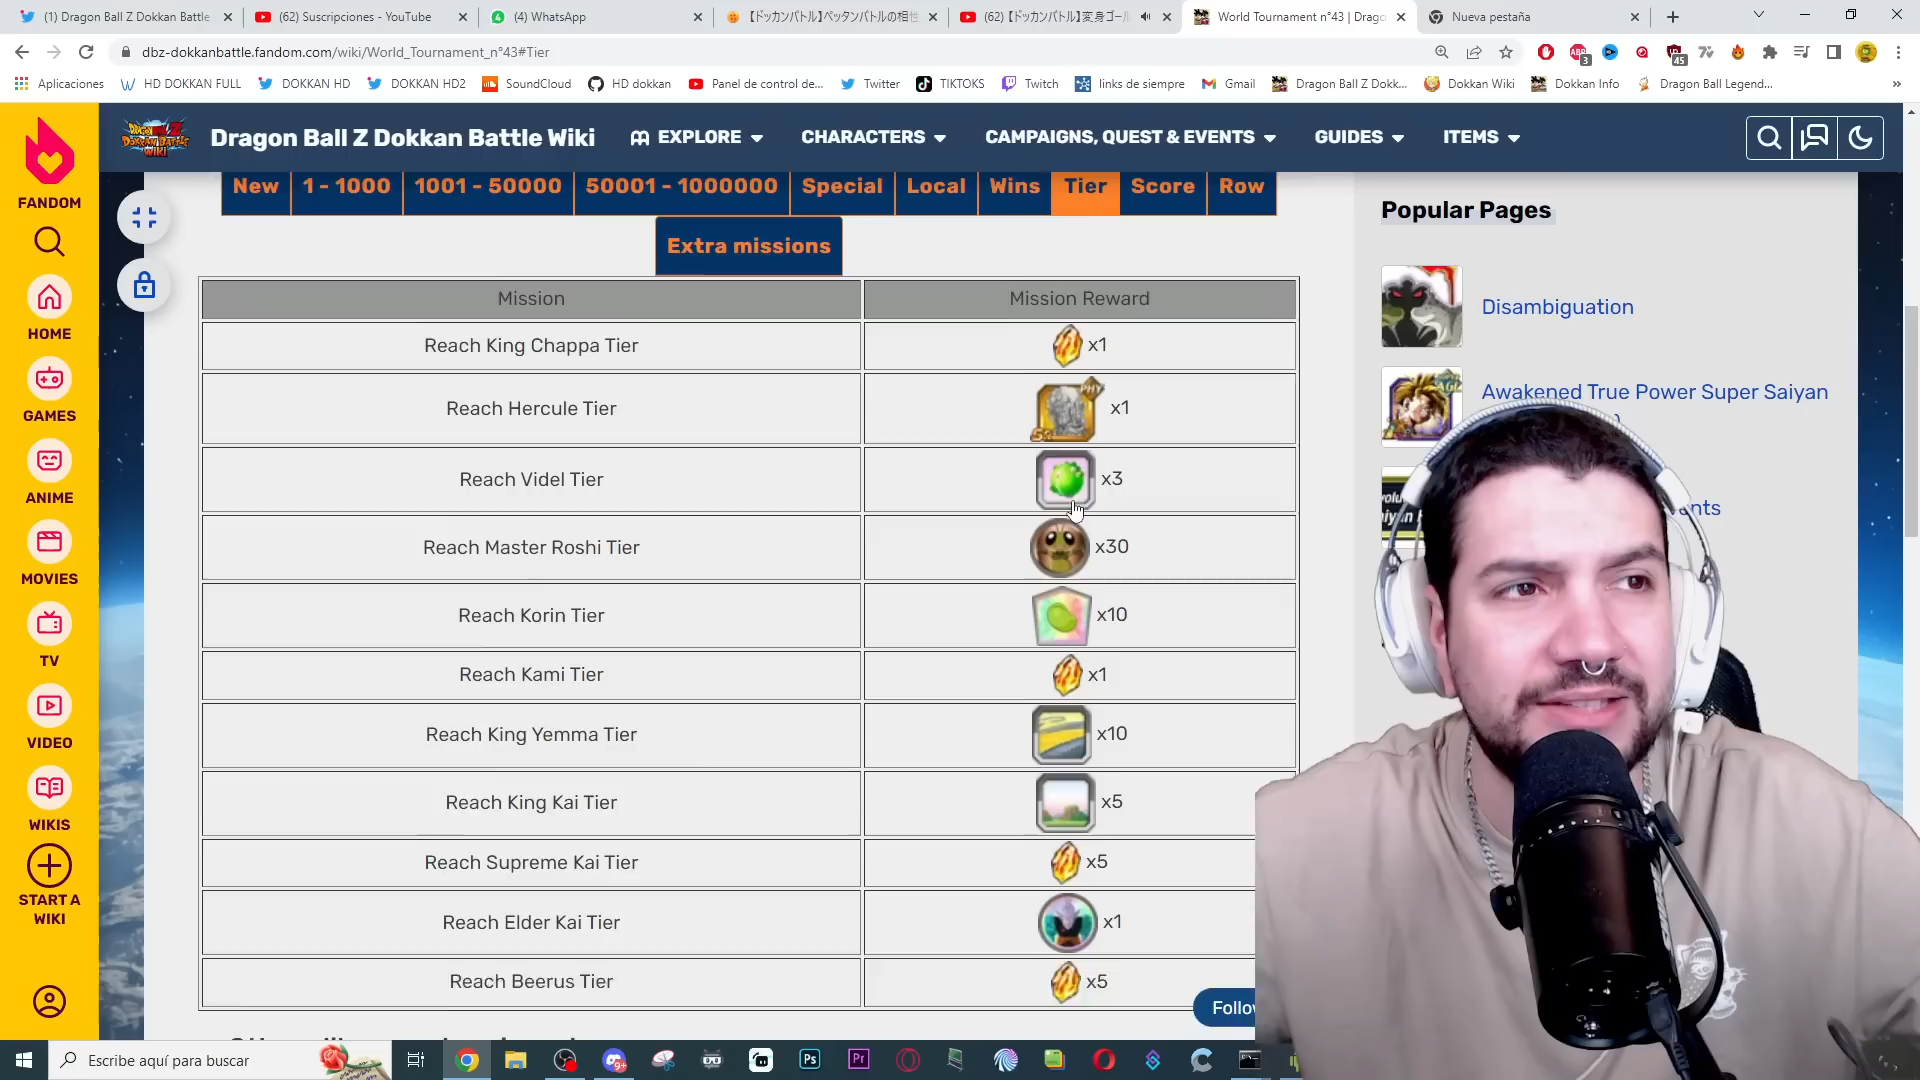 (1) Dragon Ball Z Dokkan Battle
(62) Suscripciones - YouTube
(4) WhatsApp
【ドッカンバトル】ペッタンバトルの相性
(62)【ドッカンバトル】変身ゴール
World Tournament n°43 | Drago
Nueva pestaña
dbz-dokkanbattle.fandom.com/wiki/World_Tournament_n°43#Tier
3
45
Aplicaciones
HD DOKKAN FULL
DOKKAN HD
DOKKAN HD2
SoundCloud
HD dokkan
Panel de control de...
Twitter
TIKTOKS
Twitch
links de siempre
Gmail
Dragon Ball Z Dokk...
Dokkan Wiki
Dokkan Info
Dragon Ball Legend...
»
Dragon Ball Z Dokkan Battle Wiki
EXPLORE
CHARACTERS
CAMPAIGNS, QUEST & EVENTS
GUIDES
ITEMS
FANDOM
HOME
GAMES
ANIME
MOVIES
TV
VIDEO
WIKIS
START A
WIKI
New
1 - 1000
1001 - 50000
50001 - 1000000
Special
Local
Wins
Tier
Score
Row
Extra missions
Mission
Mission Reward
Reach King Chappa Tier
x1
Reach Hercule Tier
PHY
x1
Reach Videl Tier
x3
Reach Master Roshi Tier
x30
Reach Korin Tier
x10
Reach Kami Tier
x1
Reach King Yemma Tier
x10
Reach King Kai Tier
x5
Reach Supreme Kai Tier
x5
Reach Elder Kai Tier
x1
Reach Beerus Tier
x5
Follow
Popular Pages
Disambiguation
Awakened True Power Super Saiyan
Escribe aquí para buscar
9+
Ps
Pr